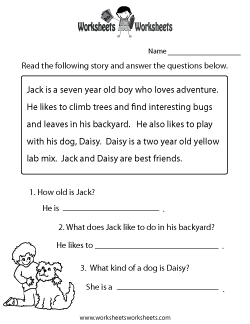 Worksheets Worksheets
Name
Read the following story and answer the questions below.
Jack is a seven year old boy who loves adventure.
He likes to climb trees and find interesting bugs
and leaves in his backyard. He also likes to play
with his dog, Daisy. Daisy is a two year old yellow
lab mix. Jack and Daisy are best friends.
1. How old is Jack?
He is .
2. What does Jack like to do in his backyard?
He likes to .
3. What kind of a dog is Daisy?
She is a .
www.worksheetsworksheets.com